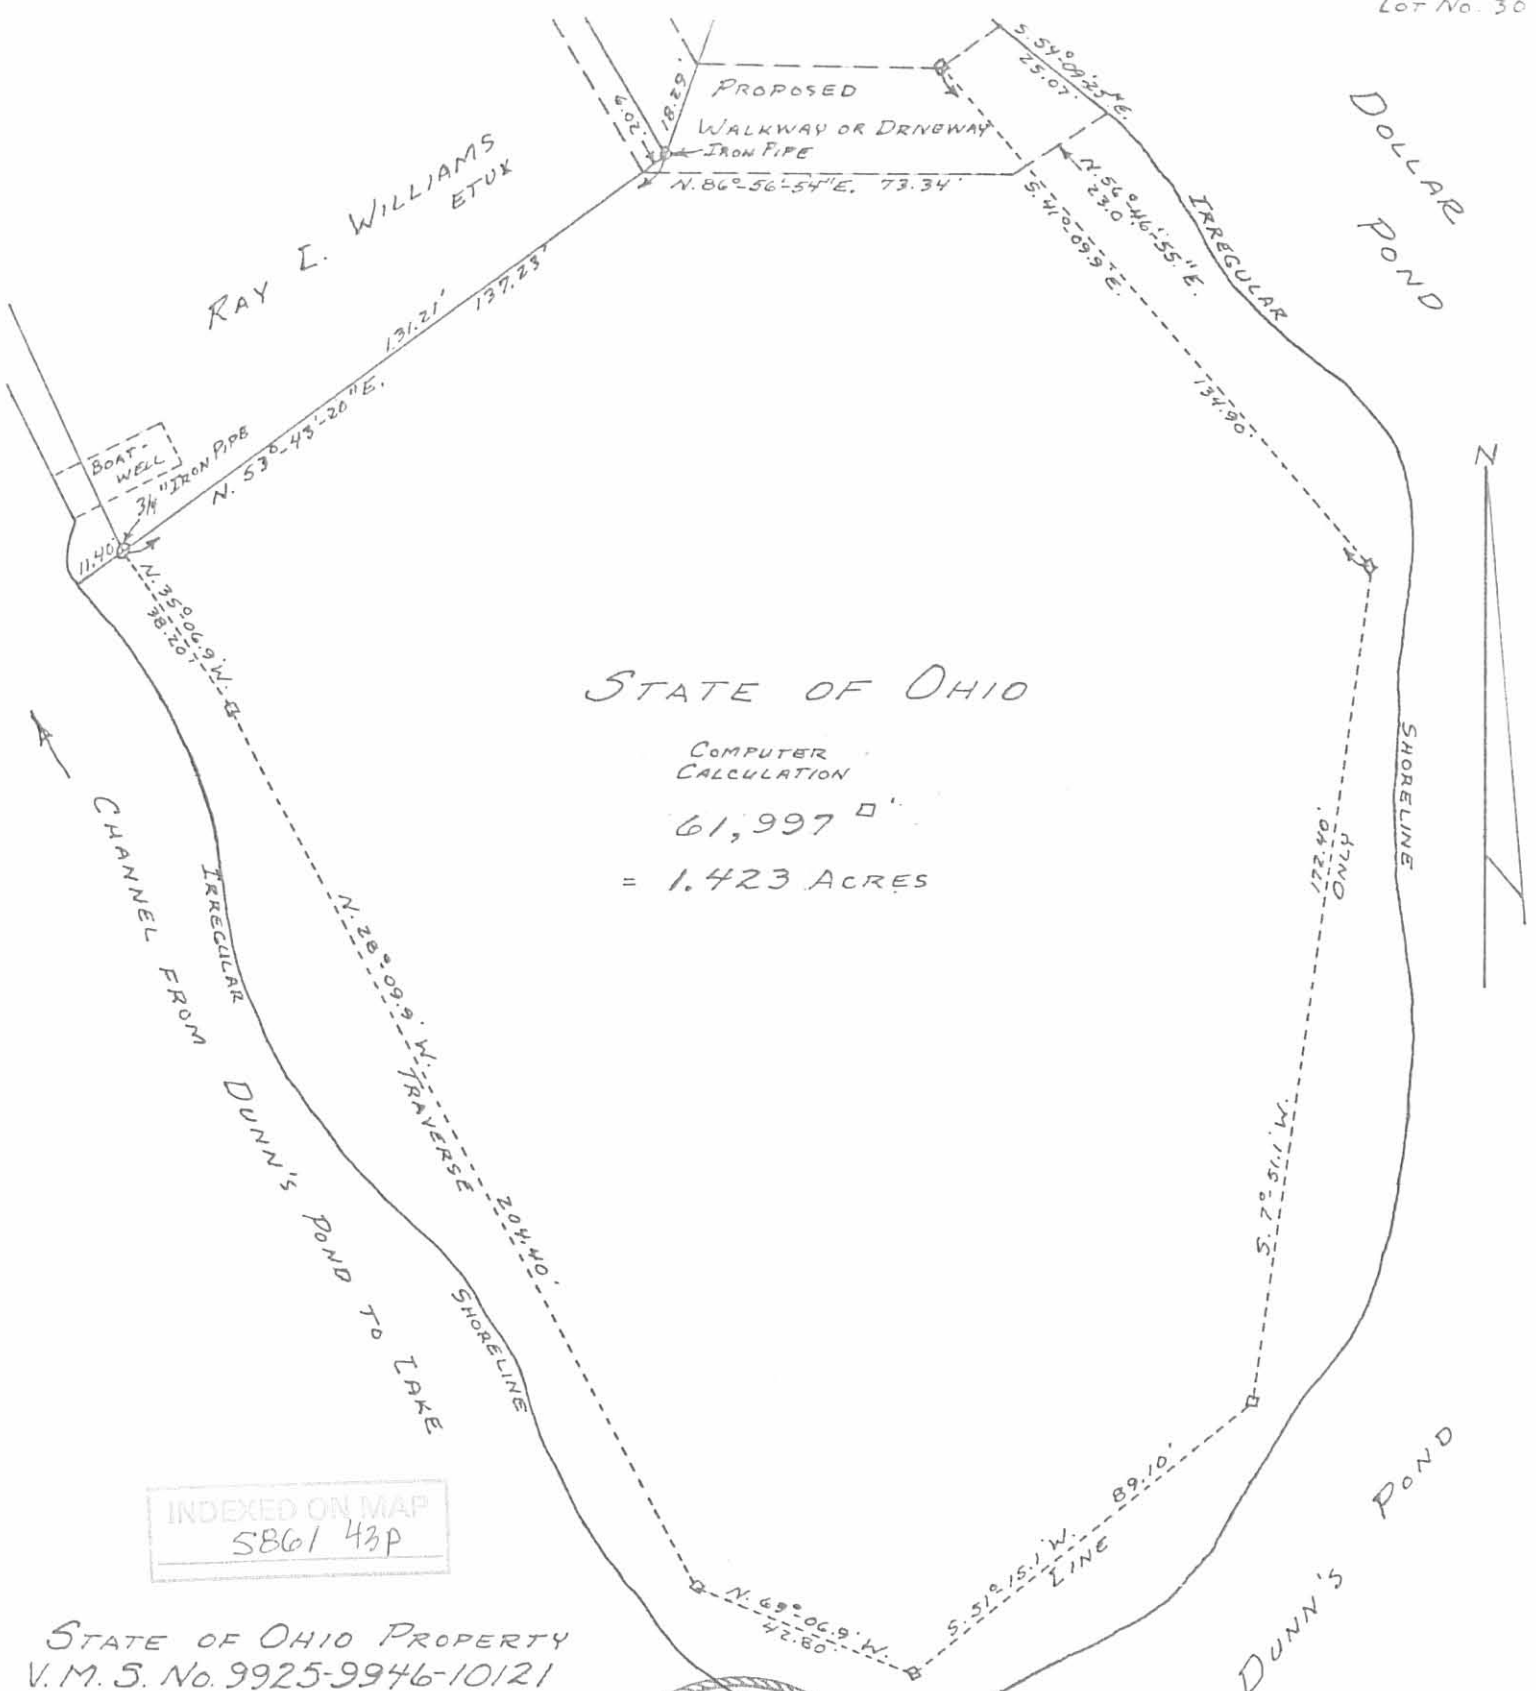 LOT NO. 30
S. 54°-09'-25" E.
25.07'
PROPOSED
WALKWAY OR DRIVEWAY
IRON PIPE
6.02'
18.29'
N. 86°-56'-54" E. 73.34'
N. 56°-46'-55" E.
23.0
S. 41°-09.9' E.
134.90'
IRREGULAR
DOLLAR
POND
RAY E. WILLIAMS
ETUX
131.21'
137.23'
N. 53°-43'-20" E.
BOAT-
WELL
3/4" IRON PIPE
11.40'
N. 35°-06.9' W.
38.20'
N
STATE OF OHIO
COMPUTER
CALCULATION
61,997 □'
= 1.423 ACRES
SHORELINE
172.40'
ONLY
S. 7°-51.1' W.
CHANNEL FROM DUNN'S POND TO LAKE
IRREGULAR
N. 28°-09.9' W.
TRAVERSE
204.40'
SHORELINE
89.10'
S. 51°-15.1' W.
LINE
N. 69°-06.9' W.
42.80'
DUNN'S POND
INDEXED ON MAP
5861 43P
STATE OF OHIO PROPERTY
V.M.S. No. 9925-9946-10121